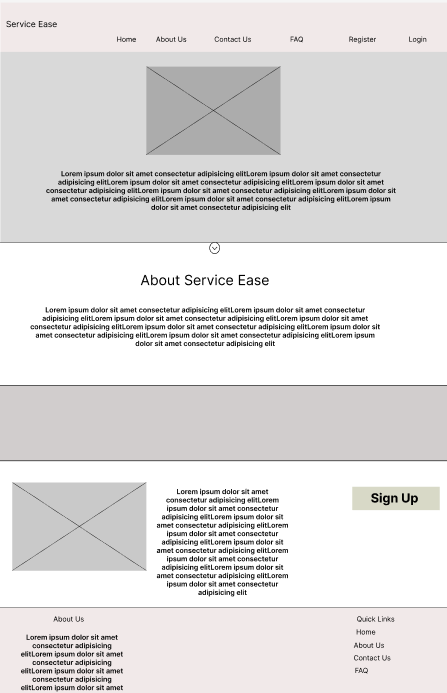 Service Ease
Home About Us Contact Us FAQ Register Login
Lorem ipsum dolor sit amet consectetur adipisicing elitLorem ipsum dolor sit amet consectetur
adipisicing elitLorem ipsum dolor sit amet consectetur adipisicing elitLorem ipsum dolor sit amet
consectetur adipisicing elitLorem ipsum dolor sit amet consectetur adipisicing elitLorem ipsum dolor sit
amet consectetur adipisicing elitLorem ipsum dolor sit amet consectetur adipisicing elitLorem ipsum
dolor sit amet consectetur adipisicing elit
About Service Ease
Lorem ipsum dolor sit amet consectetur adipisicing elitLorem ipsum dolor sit amet consectetur
adipisicing elitLorem ipsum dolor sit amet consectetur adipisicing elitLorem ipsum dolor sit amet
consectetur adipisicing elitLorem ipsum dolor sit amet consectetur adipisicing elitLorem ipsum dolor sit
amet consectetur adipisicing elitLorem ipsum dolor sit amet consectetur adipisicing elitLorem ipsum
dolor sit amet consectetur adipisicing elit
Lorem ipsum dolor sit amet
consectetur adipisicing elitLorem
ipsum dolor sit amet consectetur
adipisicing elitLorem ipsum dolor sit
amet consectetur adipisicing elitLorem
ipsum dolor sit amet consectetur
adipisicing elitLorem ipsum dolor sit
amet consectetur adipisicing elitLorem
ipsum dolor sit amet consectetur
adipisicing elitLorem ipsum dolor sit
amet consectetur adipisicing elitLorem
ipsum dolor sit amet consectetur
adipisicing elit
Sign Up
About Us
Lorem ipsum dolor sit amet
consectetur adipisicing
elitLorem ipsum dolor sit amet
consectetur adipisicing
elitLorem ipsum dolor sit amet
consectetur adipisicing
elitLorem ipsum dolor sit amet
Quick Links
Home
About Us
Contact Us
FAQ